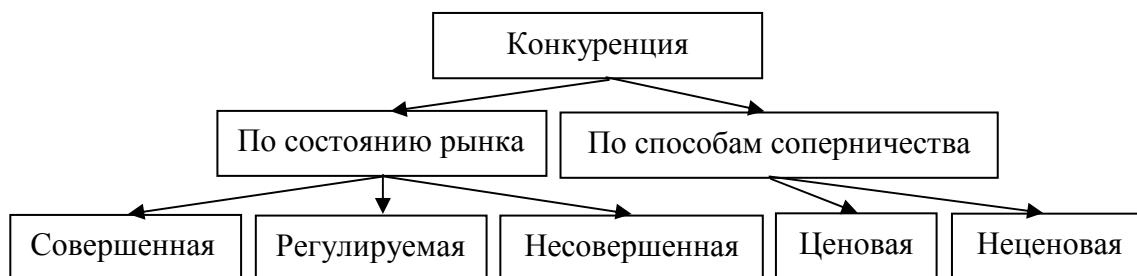 Конкуренция
По состоянию рынка
По способам соперничества
Совершенная
Регулируемая
Несовершенная
Ценовая
Неценовая